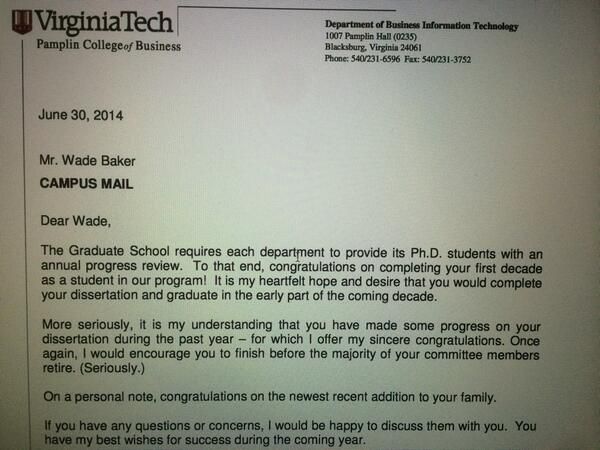 VirginiaTech
Pamplin College of Business
Department of Business Information Technology
1007 Pamplin Hall (0235)
Blacksburg, Virginia 24061
Phone: 540/231-6596 Fax: 540/231-3752
June 30, 2014
Mr. Wade Baker
CAMPUS MAIL
Dear Wade,
The Graduate School requires each department to provide its Ph.D. students with an
annual progress review. To that end, congratulations on completing your first decade
as a student in our program! It is my heartfelt hope and desire that you would complete
your dissertation and graduate in the early part of the coming decade.
More seriously, it is my understanding that you have made some progress on your
dissertation during the past year – for which I offer my sincere congratulations. Once
again, I would encourage you to finish before the majority of your committee members
retire. (Seriously.)
On a personal note, congratulations on the newest recent addition to your family.
If you have any questions or concerns, I would be happy to discuss them with you. You
have my best wishes for success during the coming year.